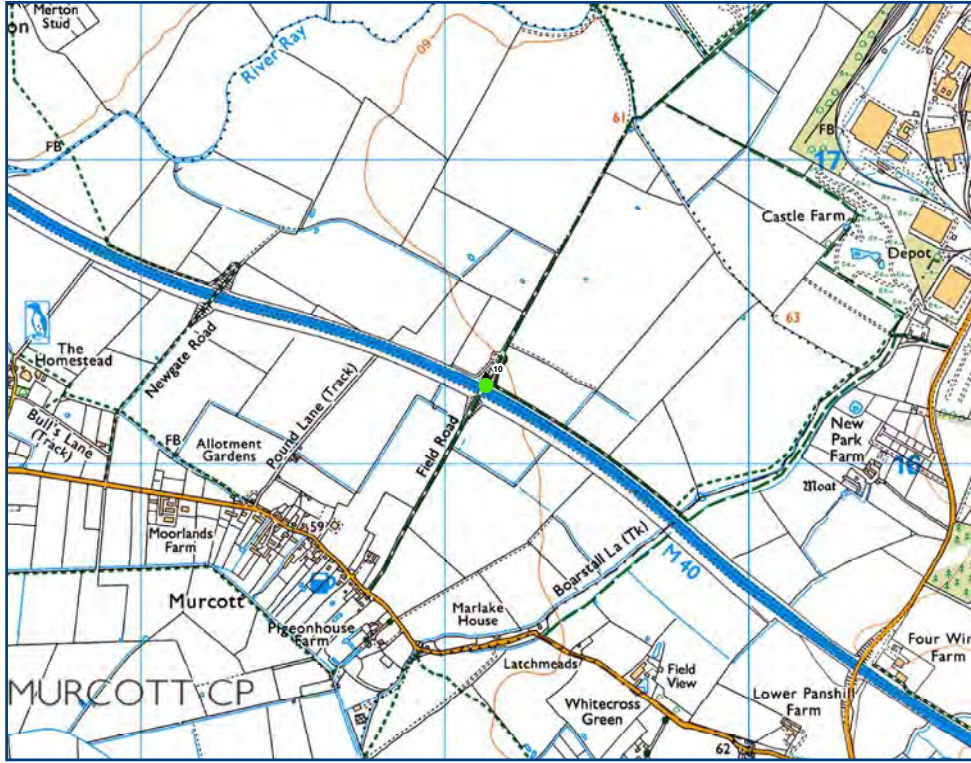 Merton
Stud
on
River Ray
60
61
FB
17
FB
Castle Farm
Depot
63
The
Homestead
Newgate Road
10
Pound Lane (Track)
Field Road
Bull's Lane
(Track)
FB
Allotment
Gardens
New
Park
Farm
16
Moat
59
Moorlands
Farm
Boarstall La (Tk)
M 40
Murcott
Marlake
House
Pigeonhouse
Farm
Latchmeads
Field
View
Four Win
Farm
MURCOTT CP
Whitecross
Green
Lower Panshill
Farm
62